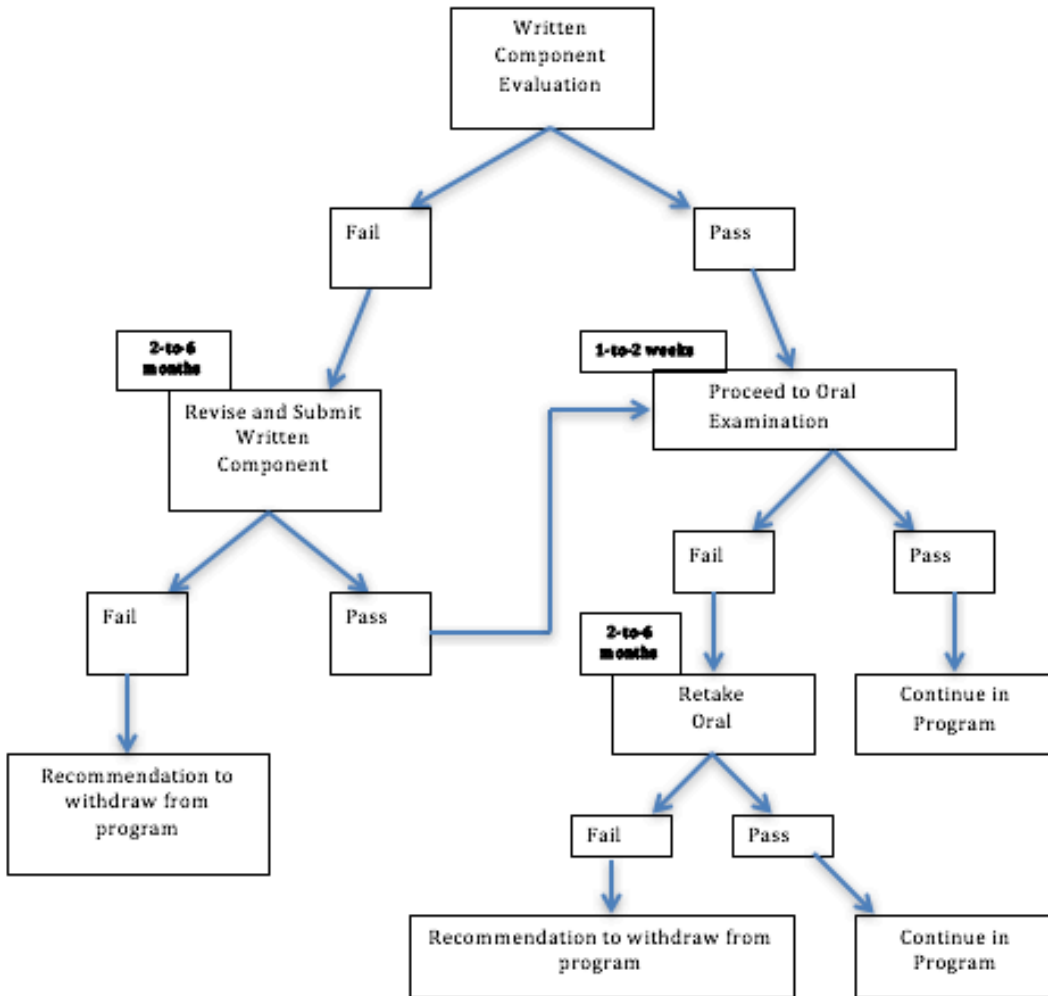 Written
Component
Evaluation
Fail
Pass
2-to-6
months
1-to-2 weeks
Revise and Submit
Written
Component
Proceed to Oral
Examination
Fail
Pass
Fail
Pass
2-to-6
months
Retake
Oral
Continue in
Program
Recommendation to
withdraw from
program
Fail
Pass
Recommendation to withdraw from
program
Continue in
Program